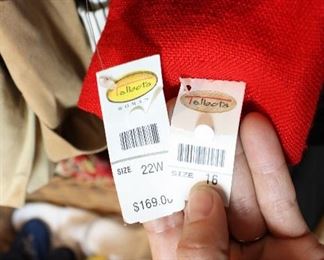 Talbots
WOMAN
SIZE 22W
$169.00
Talbots
SIZE 16